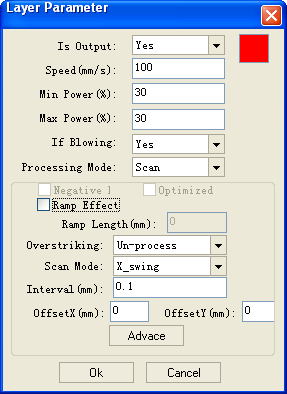 Layer Parameter
Is Output: Yes
Speed(mm/s): 100
Min Power(%): 30
Max Power(%): 30
If Blowing: Yes
Processing Mode: Scan
Negative I Optimized
Ramp Effect
Ramp Length(mm): 0
Overstriking: Un-process
Scan Mode: X_swing
Interval(mm): 0.1
OffsetX(mm): 0 OffsetY(mm): 0
Advace
Ok Cancel